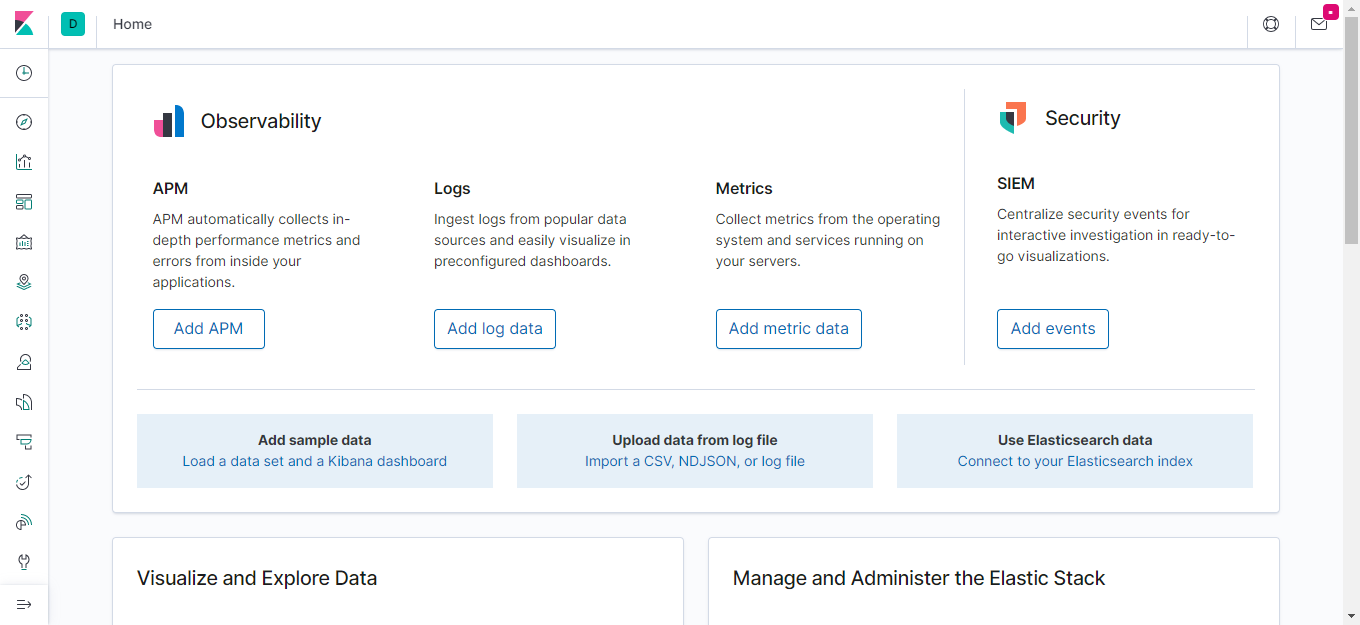 D
Home
Observability
Security
APM
APM automatically collects in-
depth performance metrics and
errors from inside your
applications.
Add APM
Logs
Ingest logs from popular data
sources and easily visualize in
preconfigured dashboards.
Add log data
Metrics
Collect metrics from the operating
system and services running on
your servers.
Add metric data
SIEM
Centralize security events for
interactive investigation in ready-to-
go visualizations.
Add events
Add sample data
Load a data set and a Kibana dashboard
Upload data from log file
Import a CSV, NDJSON, or log file
Use Elasticsearch data
Connect to your Elasticsearch index
Visualize and Explore Data
Manage and Administer the Elastic Stack